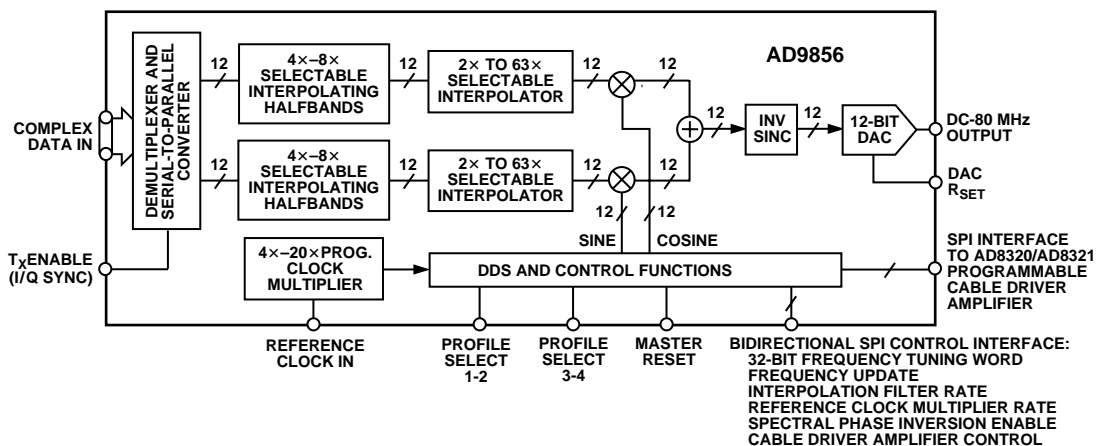 AD9856
COMPLEX
DATA IN
DEMULTIPLEXER AND
SERIAL-TO-PARALLEL
CONVERTER
12
4×–8×
SELECTABLE
INTERPOLATING
HALFBANDS
12
2× TO 63×
SELECTABLE
INTERPOLATOR
12
12
12
INV
SINC
12
12-BIT
DAC
DC-80 MHz
OUTPUT
12
4×–8×
SELECTABLE
INTERPOLATING
HALFBANDS
12
2× TO 63×
SELECTABLE
INTERPOLATOR
12
12
DAC
RSET
12
12
SINE
COSINE
TXENABLE
(I/Q SYNC)
4×–20×PROG.
CLOCK
MULTIPLIER
DDS AND CONTROL FUNCTIONS
SPI INTERFACE
TO AD8320/AD8321
PROGRAMMABLE
CABLE DRIVER
AMPLIFIER
REFERENCE
CLOCK IN
PROFILE
SELECT
1-2
PROFILE
SELECT
3-4
MASTER
RESET
BIDIRECTIONAL SPI CONTROL INTERFACE:
32-BIT FREQUENCY TUNING WORD
FREQUENCY UPDATE
INTERPOLATION FILTER RATE
REFERENCE CLOCK MULTIPLIER RATE
SPECTRAL PHASE INVERSION ENABLE
CABLE DRIVER AMPLIFIER CONTROL